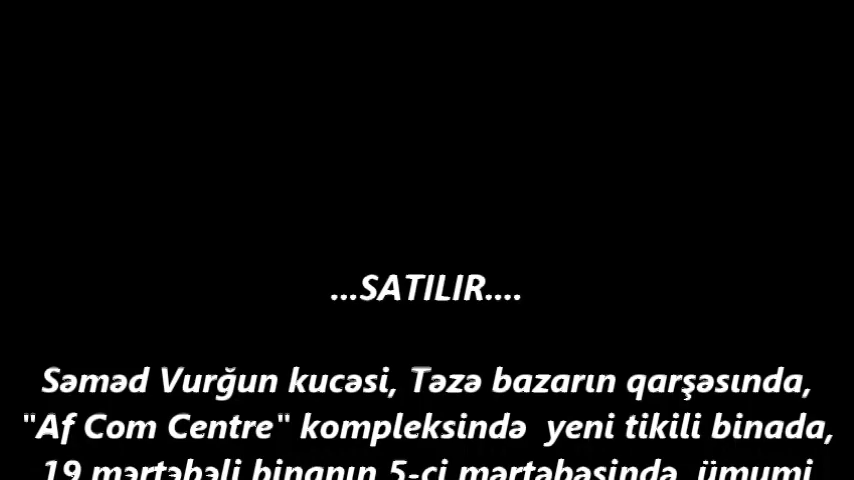 ...SATILIR....
Səməd Vurğun kucəsi, Təzə bazarın qarşəsında,
"Af Com Centre" kompleksində yeni tikili binada,
19 mərtəbəli binanın 5-ci mərtəbəsində, ümumi